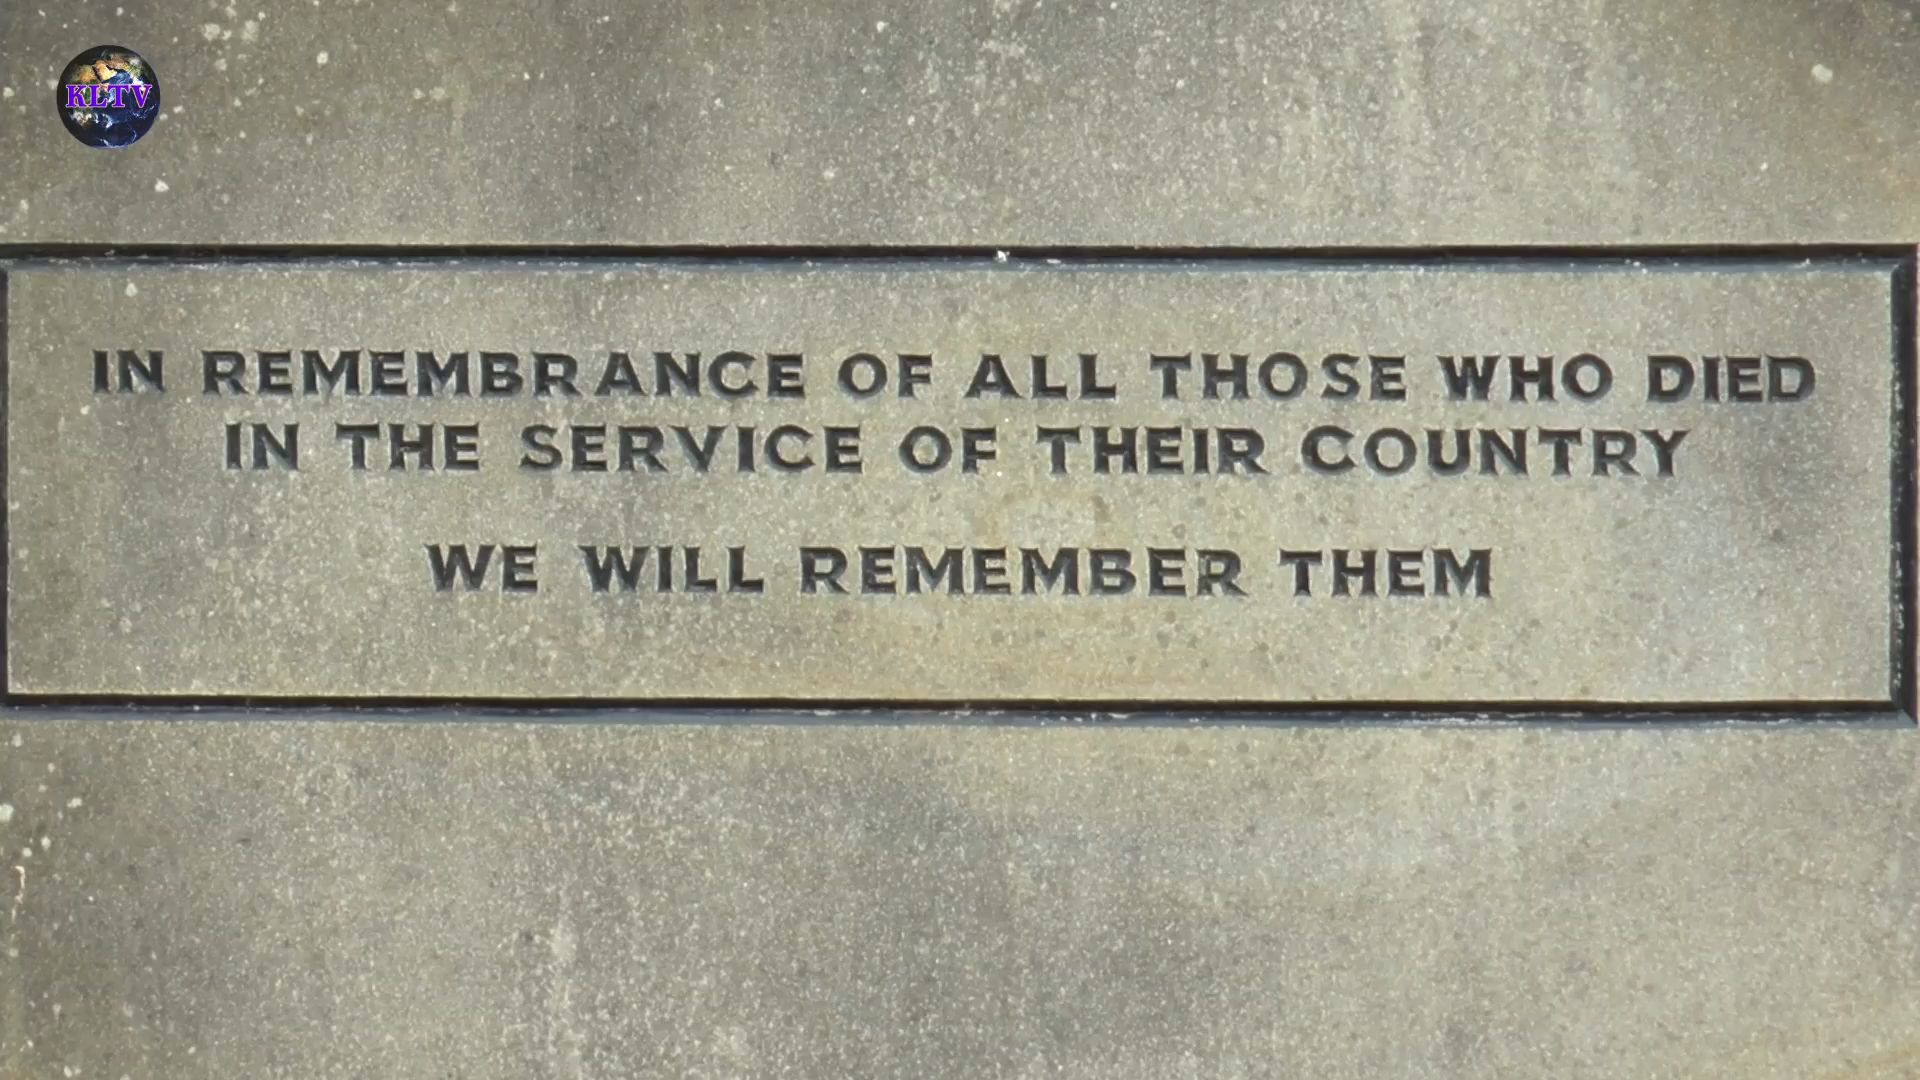 KLTV
IN REMEMBRANCE OF ALL THOSE WHO DIED
IN THE SERVICE OF THEIR COUNTRY
WE WILL REMEMBER THEM